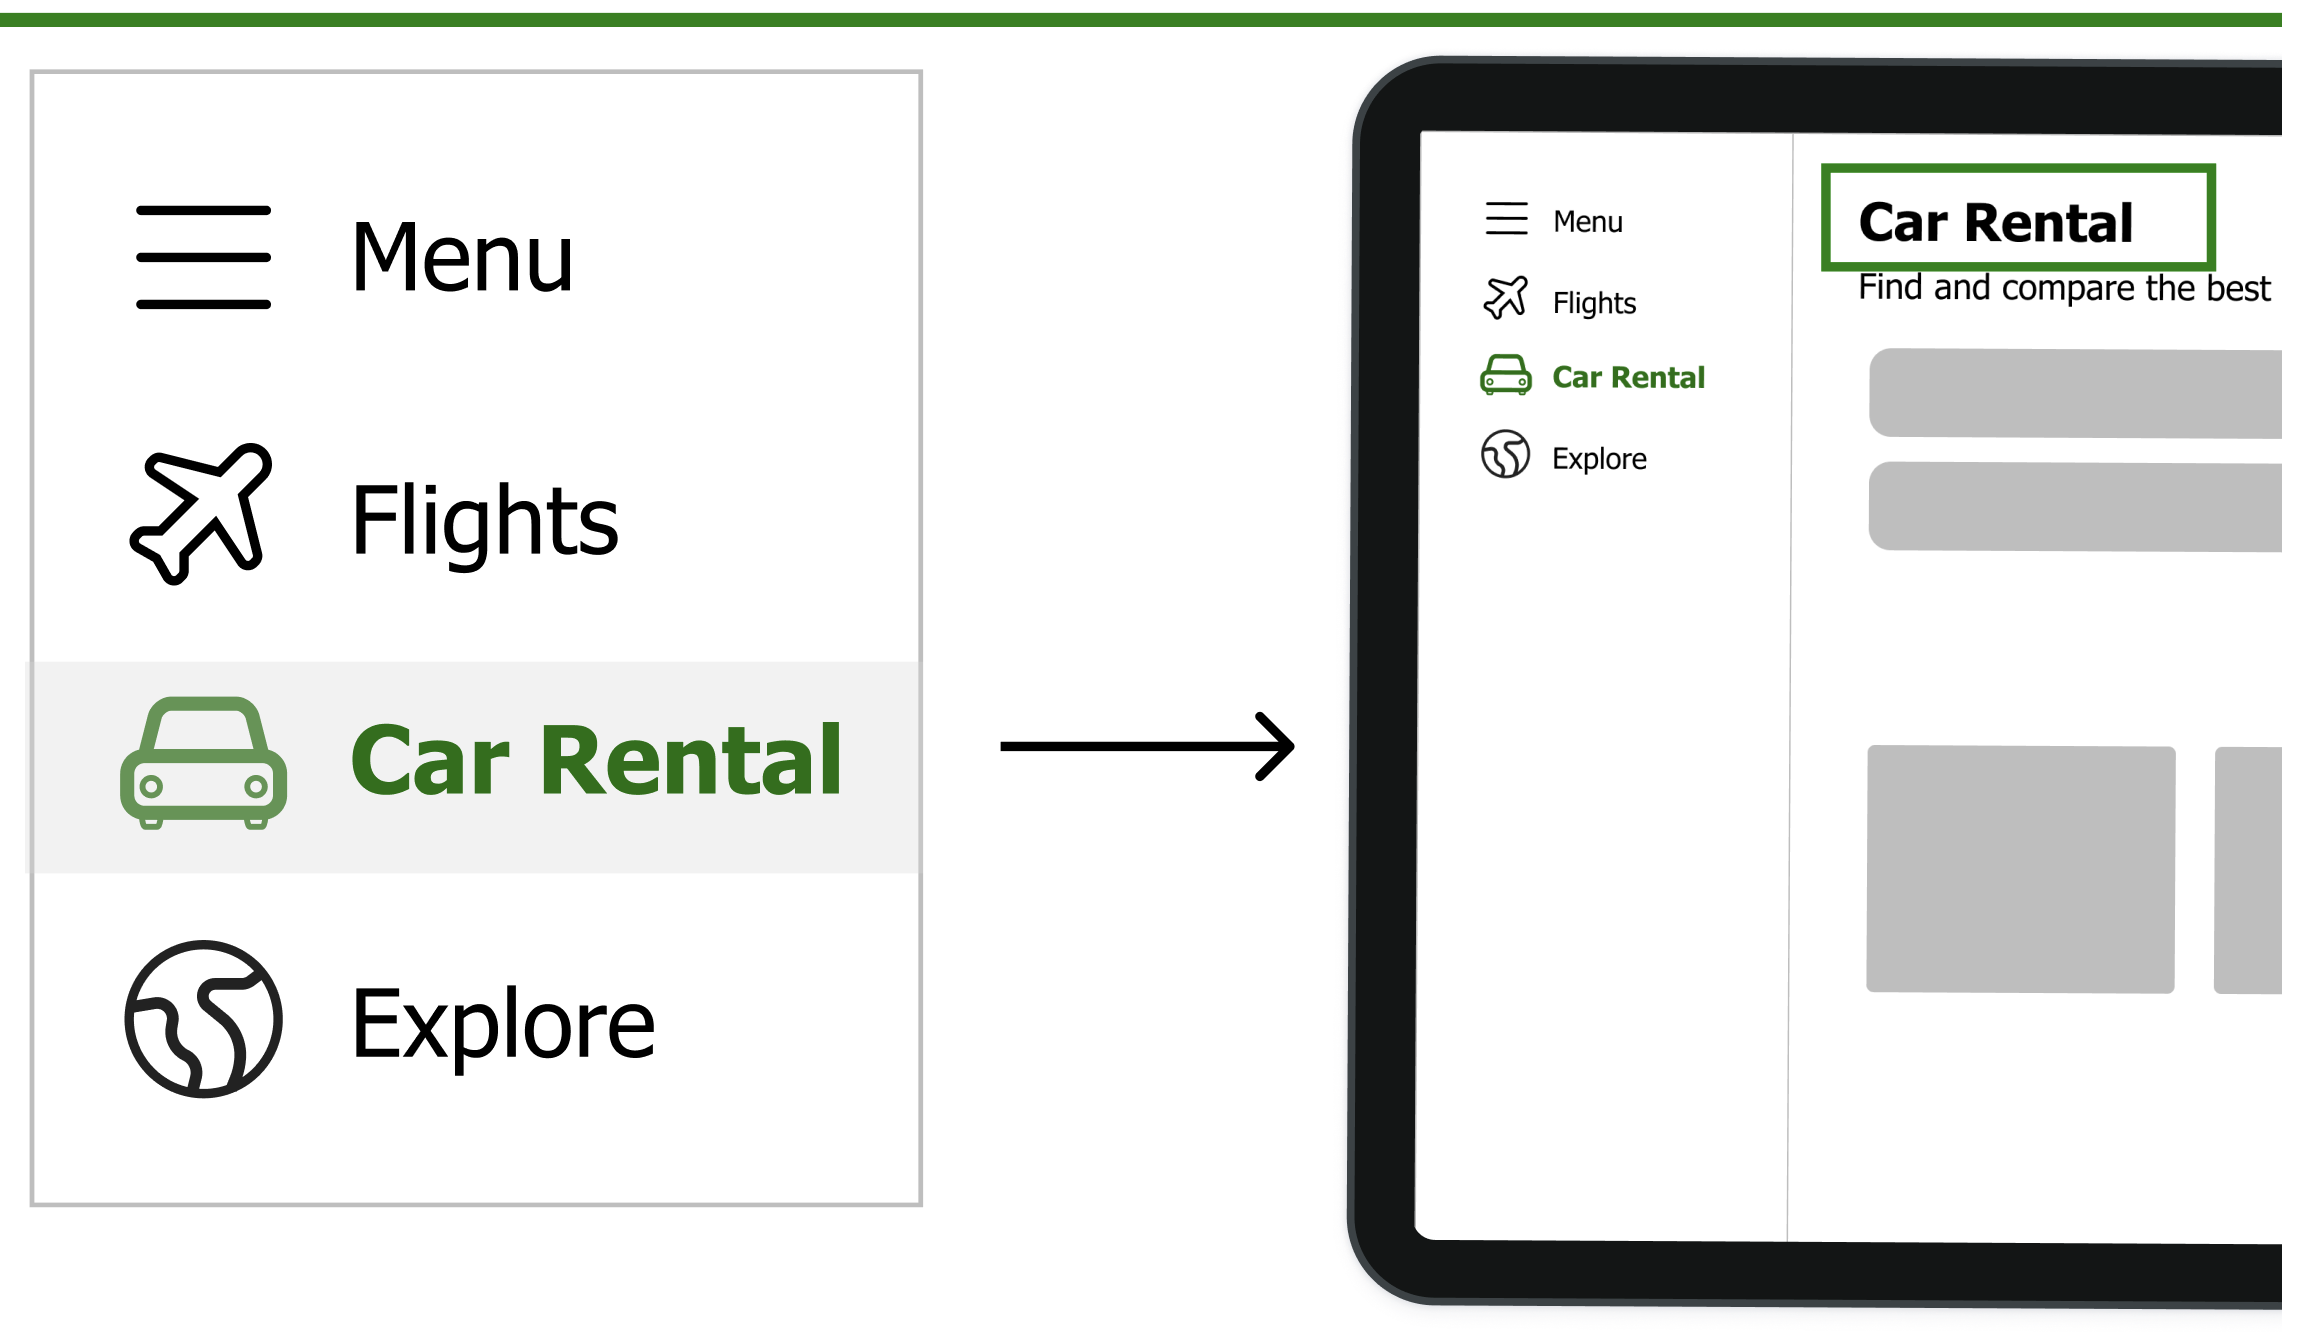 Menu
Flights
Car Rental
Explore
Menu
Flights
Car Rental
Explore
Car Rental
Find and compare the best